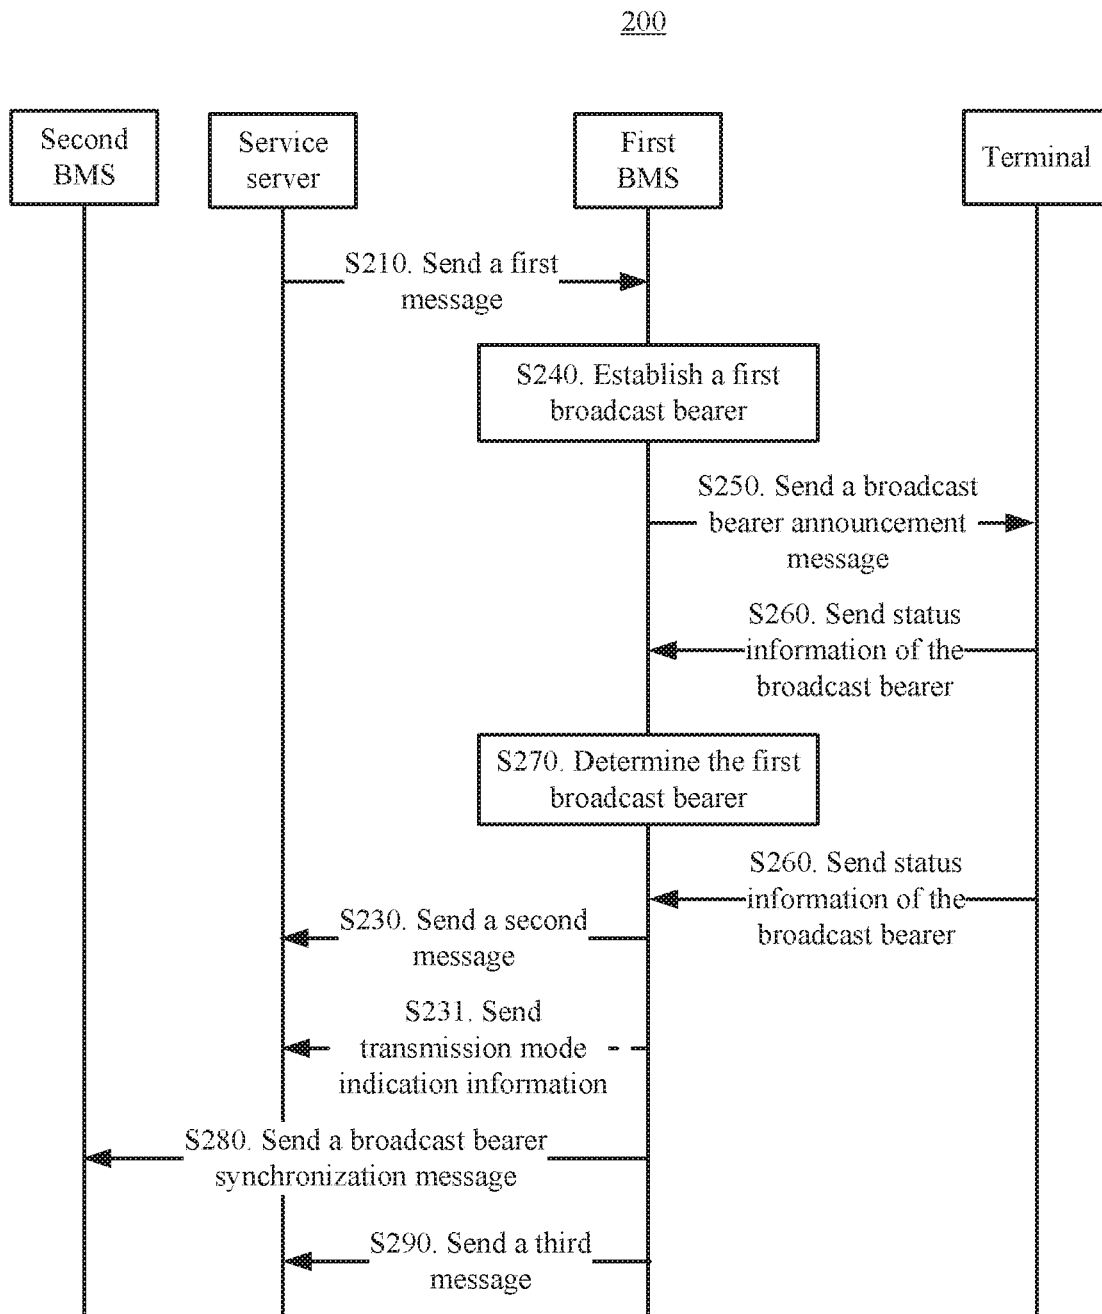 200
Second
BMS
Service
server
First
BMS
Terminal
S210. Send a first
message
S240. Establish a first
broadcast bearer
S250. Send a broadcast
bearer announcement
message
S260. Send status
information of the
broadcast bearer
S270. Determine the first
broadcast bearer
S260. Send status
information of the
broadcast bearer
S230. Send a second
message
S231. Send
transmission mode
indication information
S280. Send a broadcast bearer
synchronization message
S290. Send a third
message